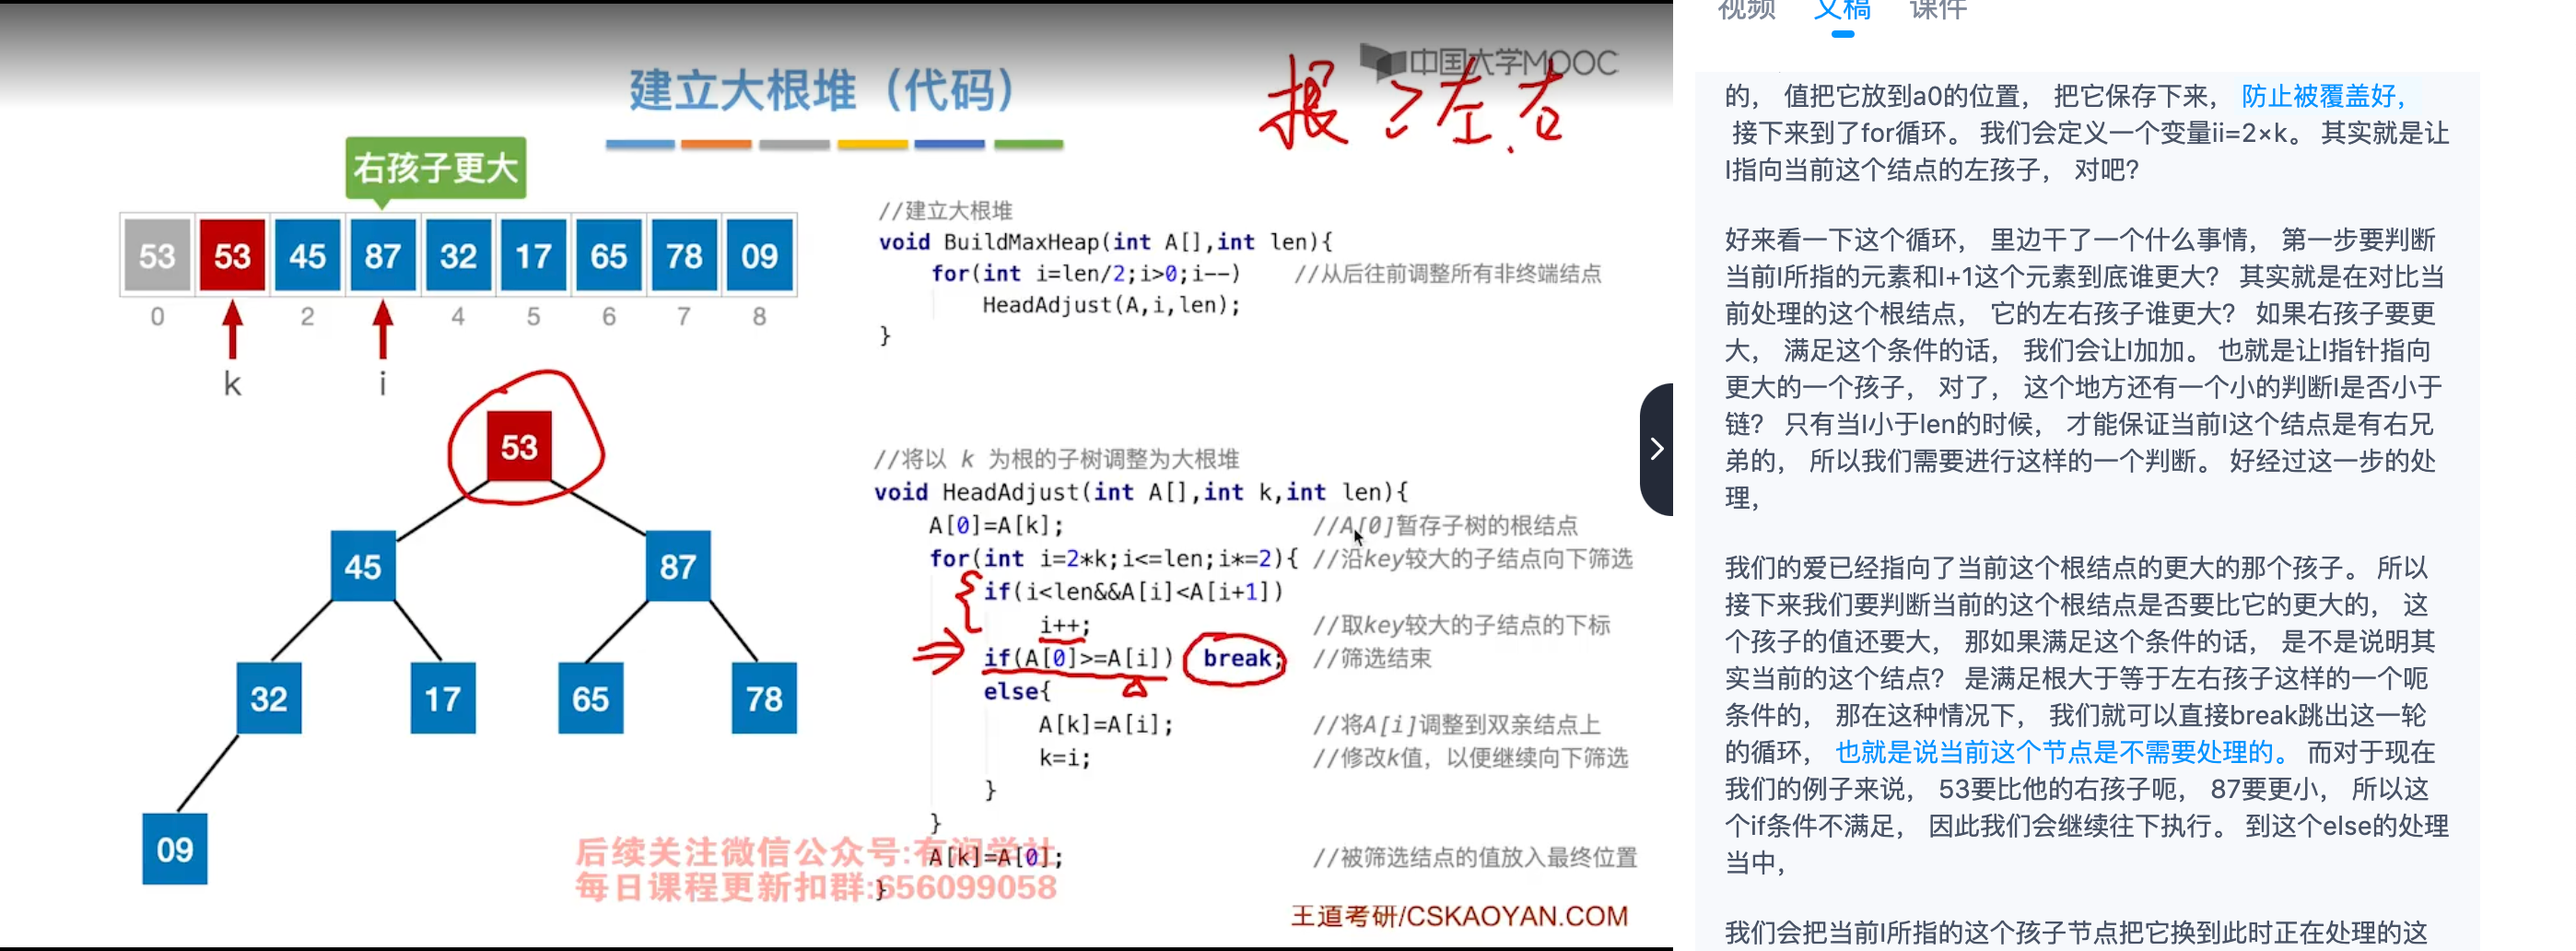 建立大根堆（代码）
中国大学MOOC
根≥左、右
右孩子更大
53 53 45 87 32 17 65 78 09
0 2 4 5 6 7 8
k i
53
45 87
32 17 65 78
09
//建立大根堆
void BuildMaxHeap(int A[],int len){
for(int i=len/2;i>0;i--) //从后往前调整所有非终端结点
HeadAdjust(A,i,len);
}
//将以 k 为根的子树调整为大根堆
void HeadAdjust(int A[],int k,int len){
A[0]=A[k]; //A[0]暂存子树的根结点
for(int i=2*k;i<=len;i*=2){ //沿key较大的子结点向下筛选
if(i<len&&A[i]<A[i+1])
i++; //取key较大的子结点的下标
if(A[0]>=A[i]) break; //筛选结束
else{
A[k]=A[i]; //将A[i]调整到双亲结点上
k=i; //修改k值，以便继续向下筛选
}
}
A[k]=A[0]; //被筛选结点的值放入最终位置
}
后续关注微信公众号:有润学社
每日课程更新扣群:656099058
王道考研/CSKAOYAN.COM
视频 文稿 课件
的， 值把它放到a0的位置， 把它保存下来， 防止被覆盖好，
接下来到了for循环。 我们会定义一个变量ii=2×k。 其实就是让
I指向当前这个结点的左孩子， 对吧?
好来看一下这个循环， 里边干了一个什么事情， 第一步要判断
当前I所指的元素和I+1这个元素到底谁更大? 其实就是在对比当
前处理的这个根结点， 它的左右孩子谁更大? 如果右孩子要更
大， 满足这个条件的话， 我们会让I加加。 也就是让I指针指向
更大的一个孩子， 对了， 这个地方还有一个小的判断I是否小于
链? 只有当I小于len的时候， 才能保证当前I这个结点是有右兄
弟的， 所以我们需要进行这样的一个判断。 好经过这一步的处
理，
我们的爱已经指向了当前这个根结点的更大的那个孩子。 所以
接下来我们要判断当前的这个根结点是否要比它的更大的， 这
个孩子的值还要大， 那如果满足这个条件的话， 是不是说明其
实当前的这个结点? 是满足根大于等于左右孩子这样的一个呃
条件的， 那在这种情况下， 我们就可以直接break跳出这一轮
的循环， 也就是说当前这个节点是不需要处理的。 而对于现在
我们的例子来说， 53要比他的右孩子呃， 87要更小， 所以这
个if条件不满足， 因此我们会继续往下执行。 到这个else的处理
当中，
我们会把当前I所指的这个孩子节点把它换到此时正在处理的这